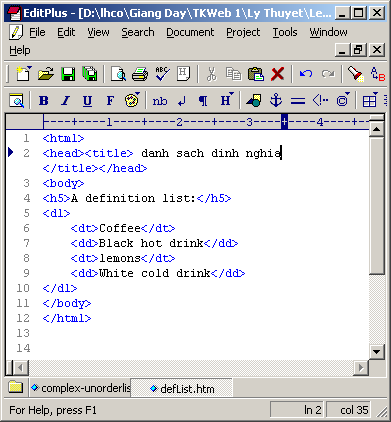 EditPlus - [D:\lhco\Giang Day\TKWeb 1\Ly Thuyet\Le...
File Edit View Search Document Project Tools Window
Help
ABC A B
B I U F nb
----+----1----+----2----+----3----+----4----+
1 <html>
2 <head><title> danh sach dinh nghia
</title></head>
3 <body>
4 <h5>A definition list:</h5>
5 <dl>
6 <dt>Coffee</dt>
7 <dd>Black hot drink</dd>
8 <dt>lemons</dt>
9 <dd>White cold drink</dd>
10 </dl>
11 </body>
12 </html>
13
14
complex-unorderlis defList.htm
For Help, press F1 ln 2 col 35